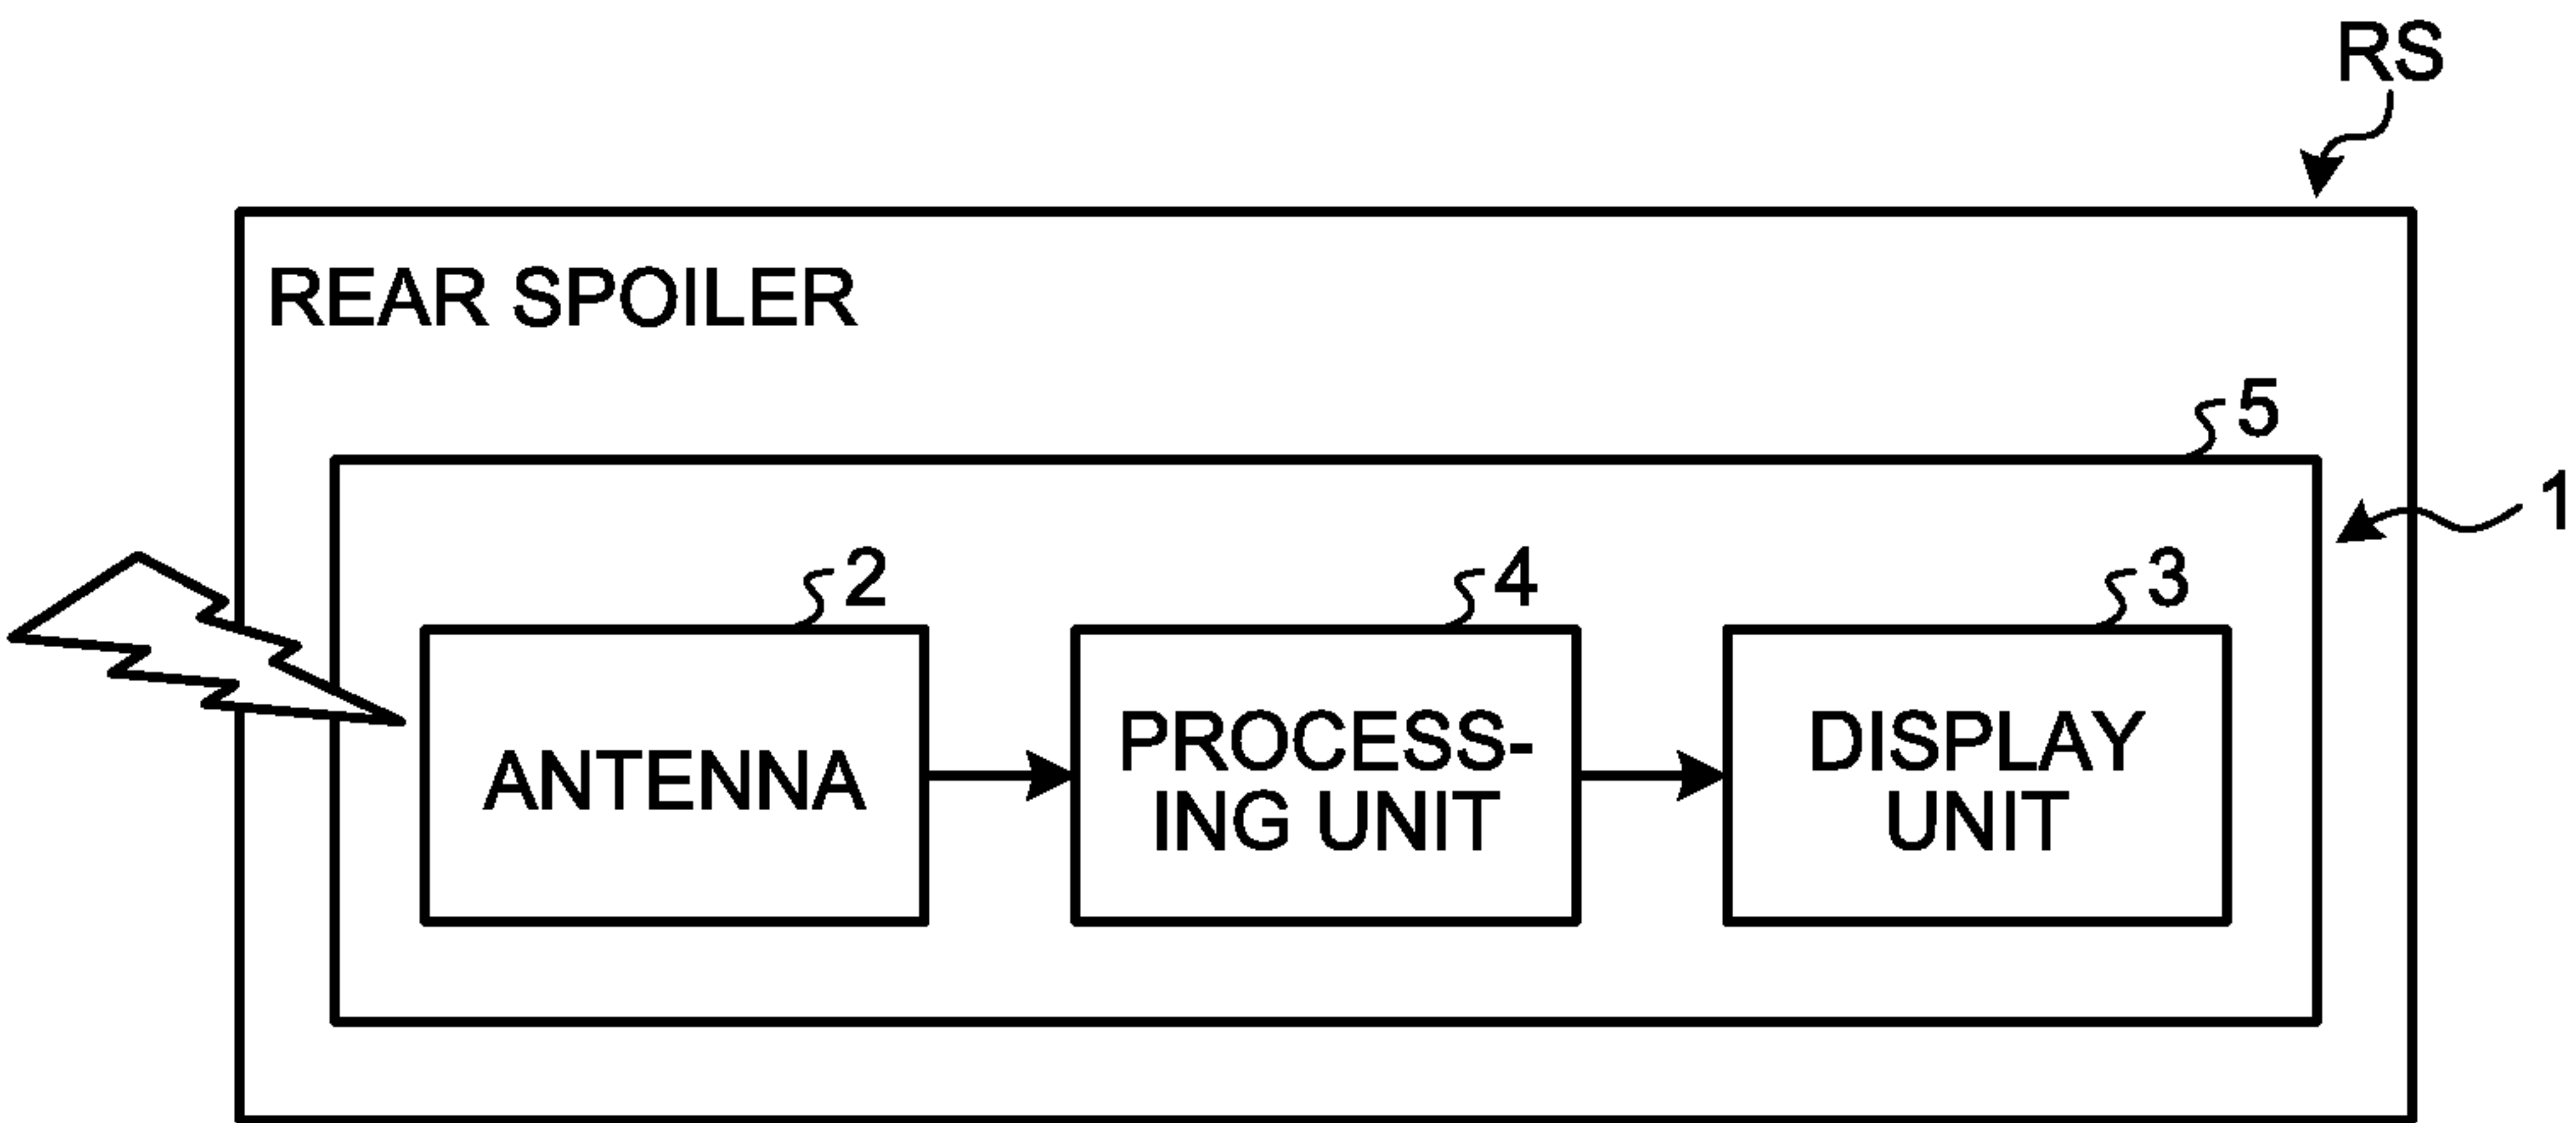 RS
REAR SPOILER
5
1
2
4
3
ANTENNA
PROCESS-
ING UNIT
DISPLAY
UNIT